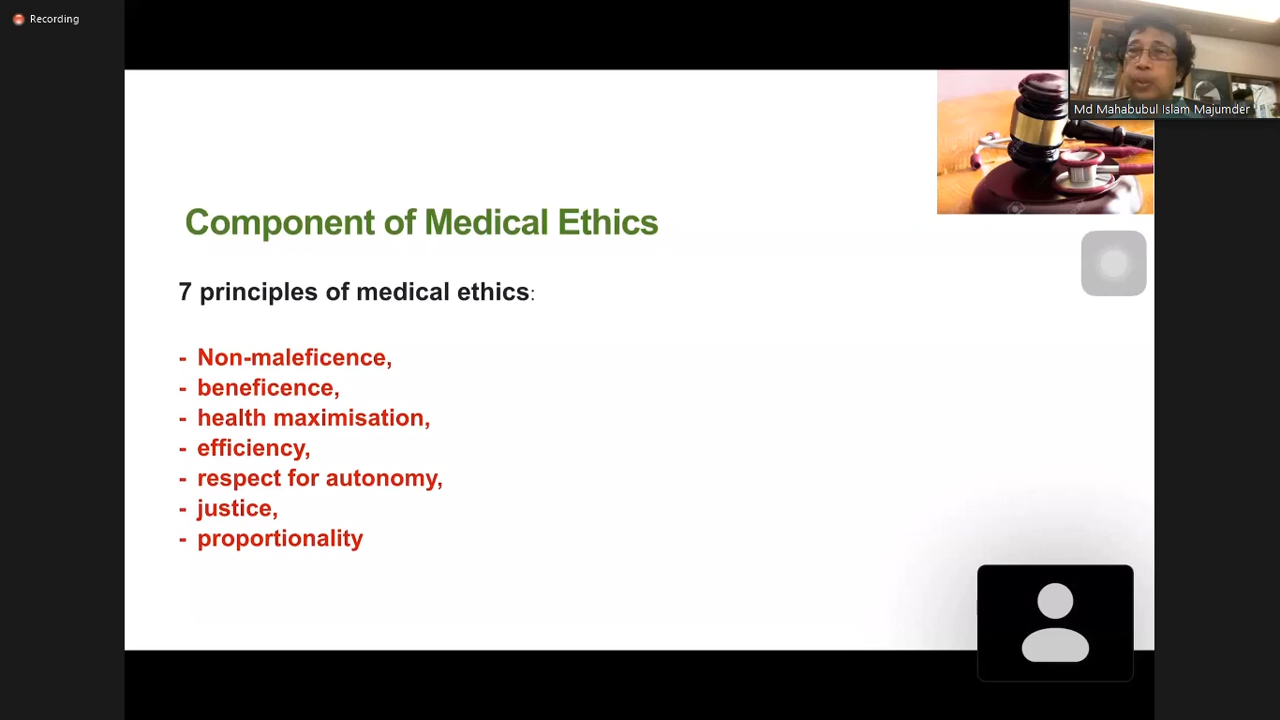 Recording
Md Mahabubul Islam Majumder
Component of Medical Ethics
7 principles of medical ethics:
- Non-maleficence,
- beneficence,
- health maximisation,
- efficiency,
- respect for autonomy,
- justice,
- proportionality